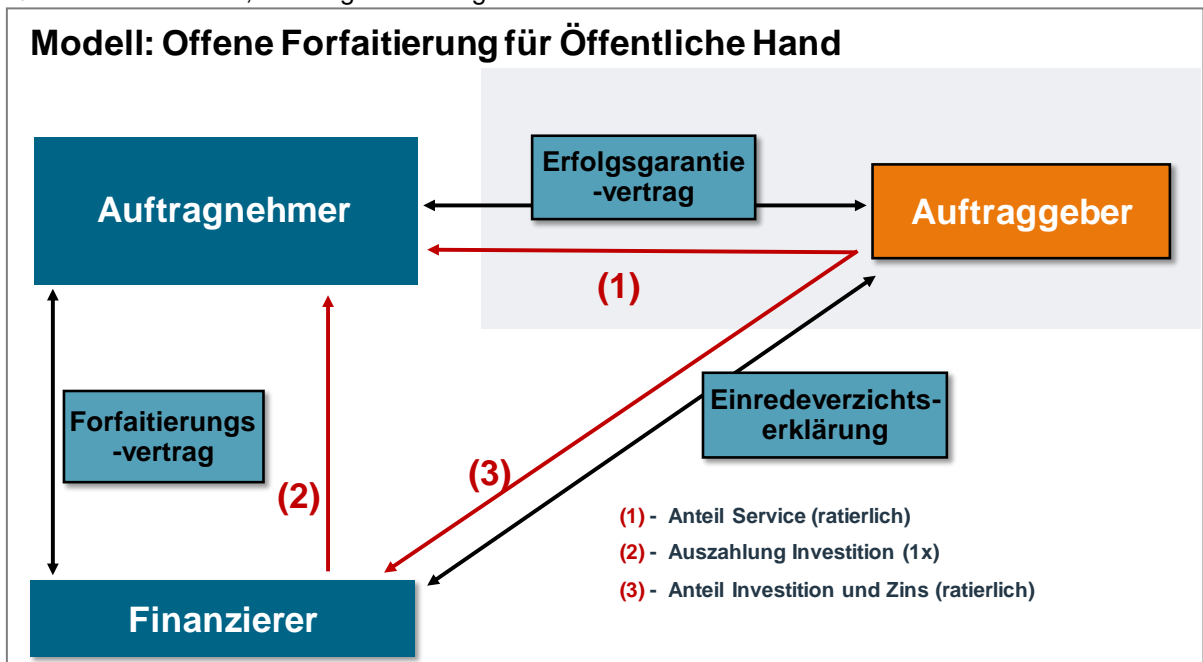 Modell: Offene Forfaitierung für Öffentliche Hand
Auftragnehmer
Erfolgsgarantie
-vertrag
Auftraggeber
(1)
Forfaitierungs
-vertrag
(2)
(3)
Einredeverzichts-
erklärung
(1) - Anteil Service (ratierlich)
(2) - Auszahlung Investition (1x)
(3) - Anteil Investition und Zins (ratierlich)
Finanzierer